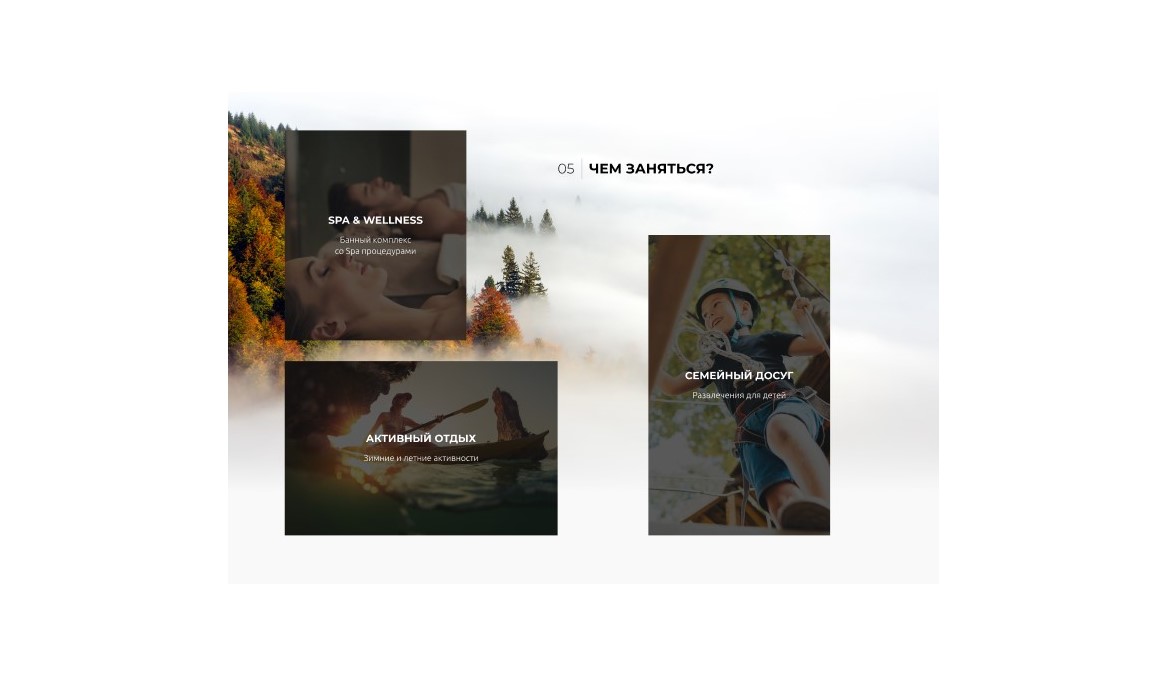 05 ЧЕМ ЗАНЯТЬСЯ?
SPA & WELLNESS
Банный комплекс
со Spa процедурами
СЕМЕЙНЫЙ ДОСУГ
Развлечения для детей
АКТИВНЫЙ ОТДЫХ
Зимние и летние активности